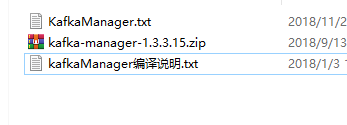 KafkaManager.txt 2018/11/2
kafka-manager-1.3.3.15.zip 2018/9/13
kafkaManager编译说明.txt 2018/1/3 1